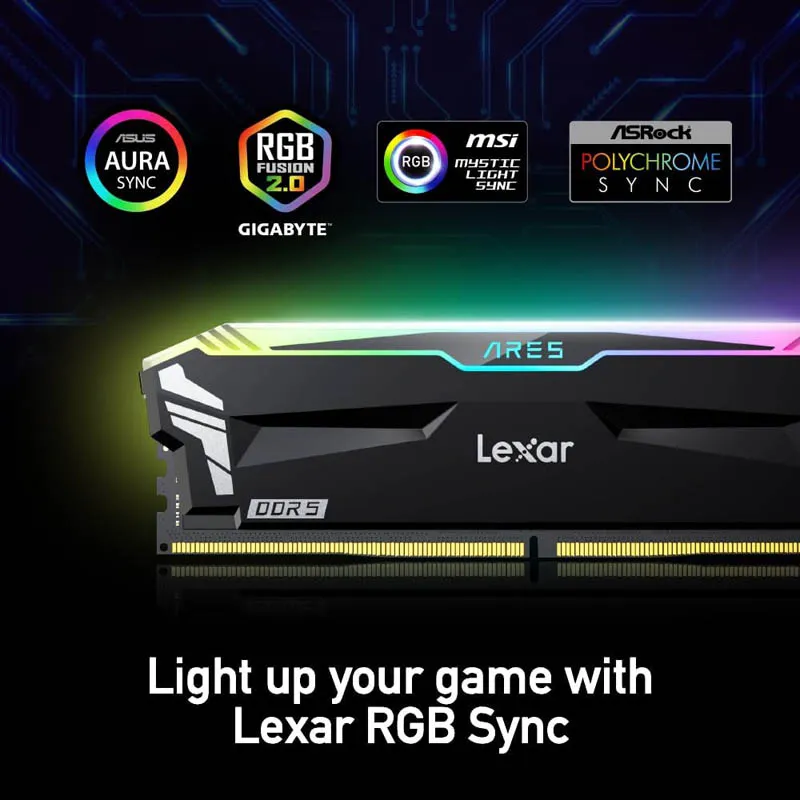 ASUS
AURA
SYNC
RGB
FUSION
2.0
GIGABYTE™
RGB
msi
MYSTIC
LIGHT
SYNC
ASRock
POLYCHROME
SYNC
ARES
Lexar
DDR5
Light up your game with
Lexar RGB Sync